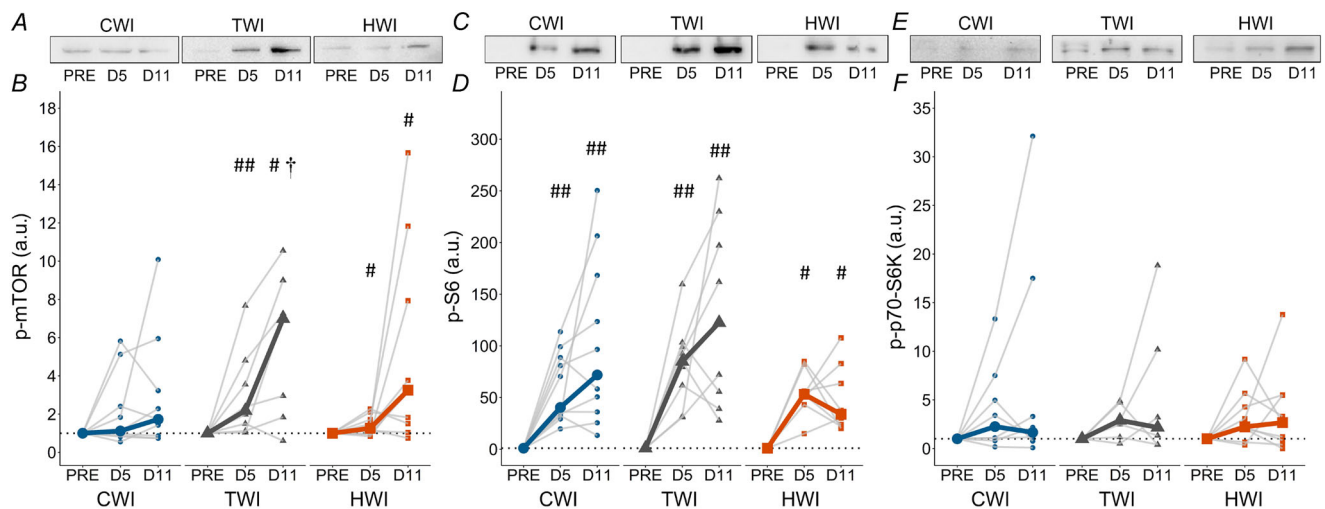 A CWI TWI HWI
PRE D5 D11 PRE D5 D11 PRE D5 D11
C CWI TWI HWI
PRE D5 D11 PRE D5 D11 PRE D5 D11
E CWI TWI HWI
PRE D5 D11 PRE D5 D11 PRE D5 D11
B
p-mTOR (a.u.)
18
16
14
12
10
8
6
4
2
0
## # †
# #
PRE D5 D11 PRE D5 D11 PRE D5 D11
CWI TWI HWI
D
p-S6 (a.u.)
300
250
200
150
100
50
0
## ##
## ##
# #
PRE D5 D11 PRE D5 D11 PRE D5 D11
CWI TWI HWI
F
p-p70-S6K (a.u.)
35
30
25
20
15
10
5
0
PRE D5 D11 PRE D5 D11 PRE D5 D11
CWI TWI HWI